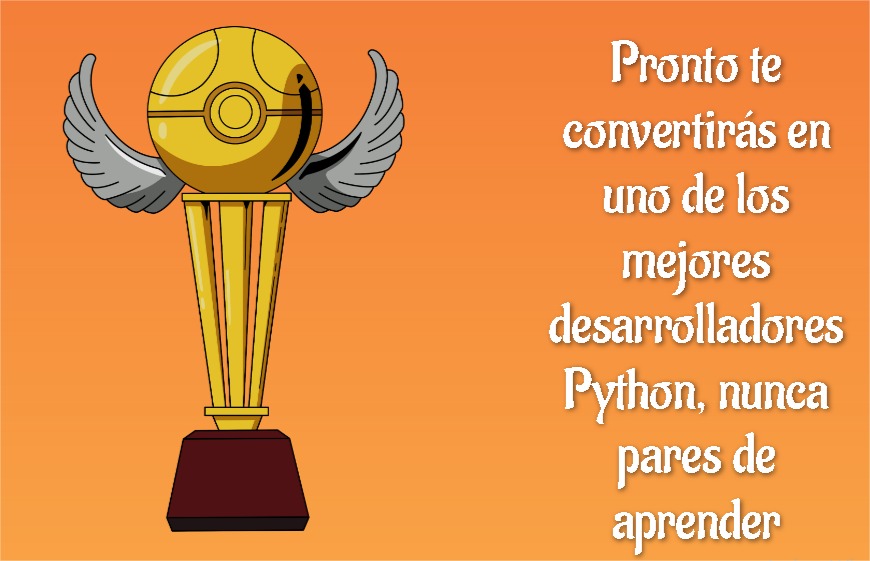 Pronto te
convertirás en
uno de los
mejores
desarrolladores
Python, nunca
pares de
aprender